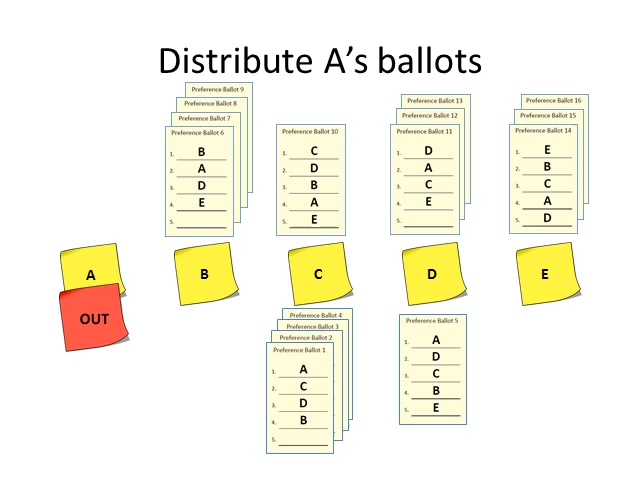 Distribute A's ballots
Preference Ballot 9
Preference Ballot 8
Preference Ballot 7
Preference Ballot 6
1. B
2. A
3. D
4. E
5.
Preference Ballot 10
1. C
2. D
3. B
4. A
5. E
Preference Ballot 13
Preference Ballot 12
Preference Ballot 11
1. D
2. A
3. C
4. E
5.
Preference Ballot 16
Preference Ballot 15
Preference Ballot 14
1. E
2. B
3. C
4. A
5. D
A
B
C
D
E
OUT
Preference Ballot 4
Preference Ballot 3
Preference Ballot 2
Preference Ballot 1
1. A
2. C
3. D
4. B
5.
Preference Ballot 5
1. A
2. D
3. C
4. B
5. E